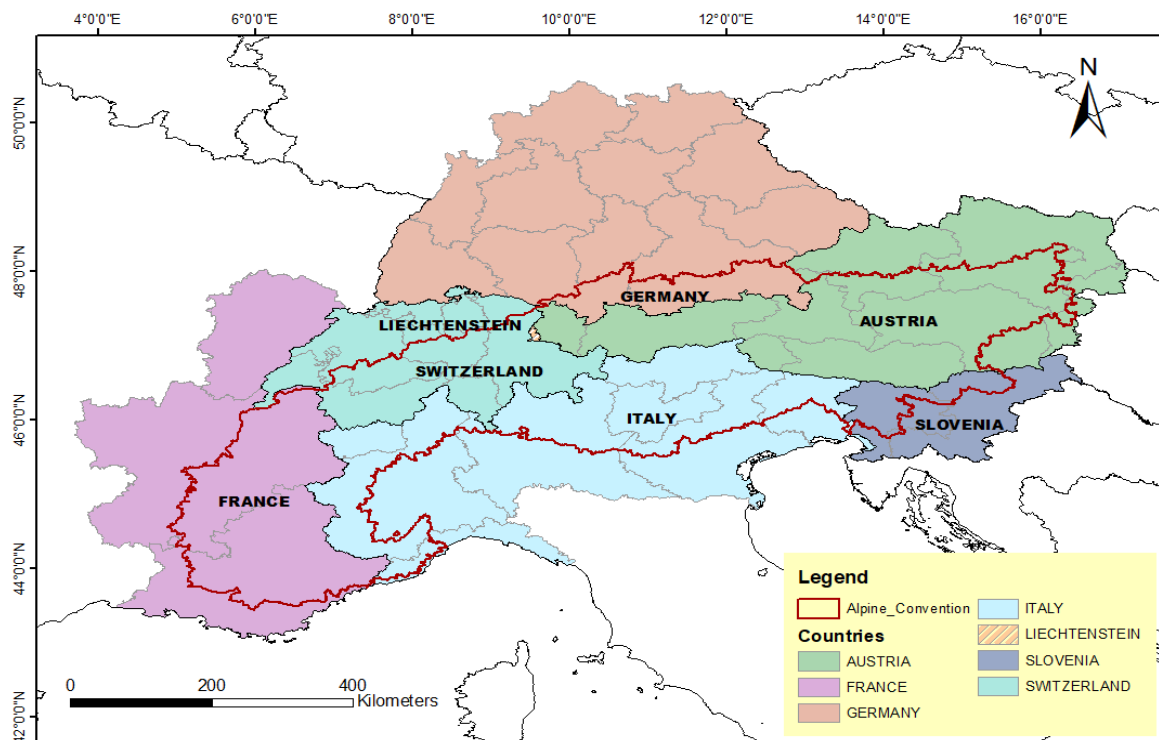 4°0'0"E 6°0'0"E 8°0'0"E 10°0'0"E 12°0'0"E 14°0'0"E 16°0'0"E
N
50°0'0"N
48°0'0"N
46°0'0"N
44°0'0"N
42°0'0"N
GERMANY
LIECHTENSTEIN
AUSTRIA
SWITZERLAND
ITALY
SLOVENIA
FRANCE
Legend
Alpine_Convention
Countries
AUSTRIA
FRANCE
GERMANY
ITALY
LIECHTENSTEIN
SLOVENIA
SWITZERLAND
0 200 400
Kilometers